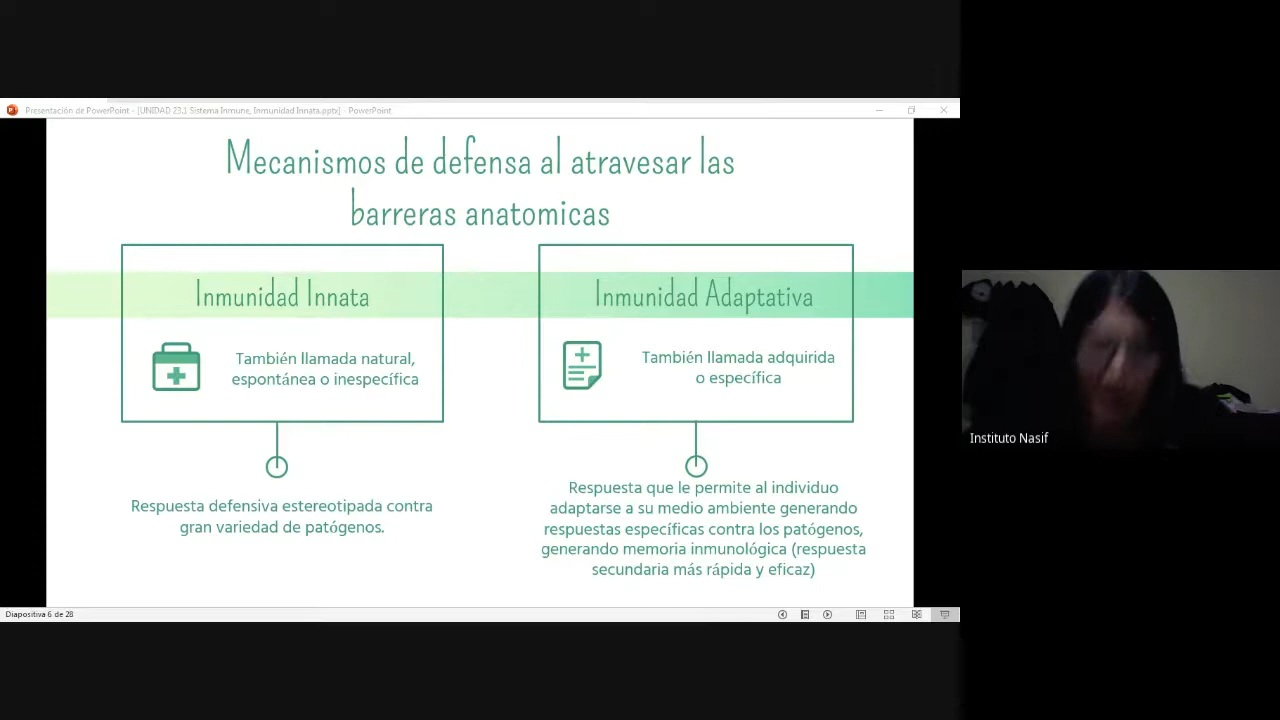 Presentación de PowerPoint - [UNIDAD 23,1 Sistema Inmune, Inmunidad Innata.pptx] - PowerPoint
Mecanismos de defensa al atravesar las
barreras anatomicas
Inmunidad Innata
También llamada natural,
espontánea o inespecífica
Respuesta defensiva estereotipada contra
gran variedad de patógenos.
Inmunidad Adaptativa
También llamada adquirida
o específica
Respuesta que le permite al individuo
adaptarse a su medio ambiente generando
respuestas específicas contra los patógenos,
generando memoria inmunológica (respuesta
secundaria más rápida y eficaz)
Instituto Nasif
Diapositiva 6 de 28